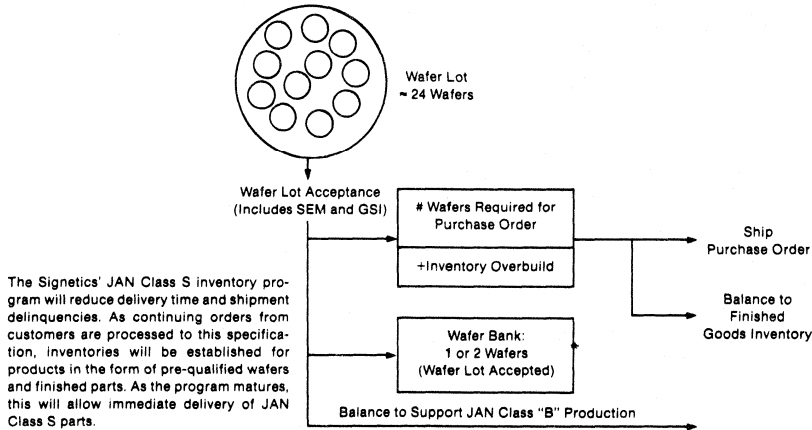 Wafer Lot
≈ 24 Wafers
Wafer Lot Acceptance
(Includes SEM and GSI)
# Wafers Required for
Purchase Order
+Inventory Overbuild
Ship
Purchase Order
Balance to
Finished
Goods Inventory
Wafer Bank:
1 or 2 Wafers
(Wafer Lot Accepted)
Balance to Support JAN Class "B" Production
The Signetics' JAN Class S inventory pro-
gram will reduce delivery time and shipment
delinquencies. As continuing orders from
customers are processed to this specifica-
tion, inventories will be established for
products in the form of pre-qualified wafers
and finished parts. As the program matures,
this will allow immediate delivery of JAN
Class S parts.